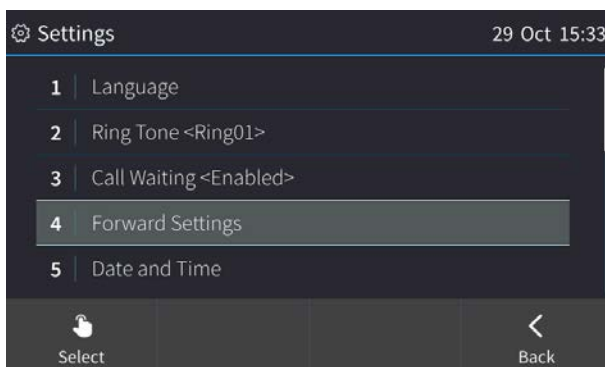 Settings 29 Oct 15:33
1 Language
2 Ring Tone <Ring01>
3 Call Waiting <Enabled>
4 Forward Settings
5 Date and Time
Select Back